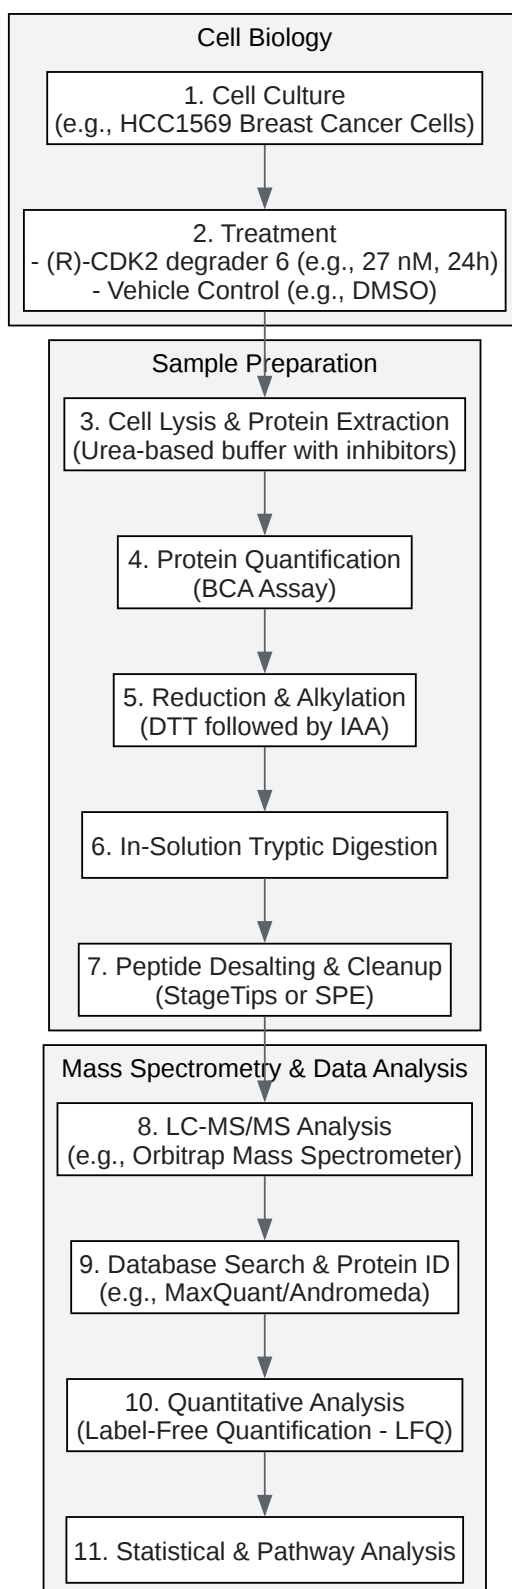 Cell Biology
1. Cell Culture
(e.g., HCC1569 Breast Cancer Cells)
2. Treatment
- (R)-CDK2 degrader 6 (e.g., 27 nM, 24h)
- Vehicle Control (e.g., DMSO)
Sample Preparation
3. Cell Lysis & Protein Extraction
(Urea-based buffer with inhibitors)
4. Protein Quantification
(BCA Assay)
5. Reduction & Alkylation
(DTT followed by IAA)
6. In-Solution Tryptic Digestion
7. Peptide Desalting & Cleanup
(StageTips or SPE)
Mass Spectrometry & Data Analysis
8. LC-MS/MS Analysis
(e.g., Orbitrap Mass Spectrometer)
9. Database Search & Protein ID
(e.g., MaxQuant/Andromeda)
10. Quantitative Analysis
(Label-Free Quantification - LFQ)
11. Statistical & Pathway Analysis